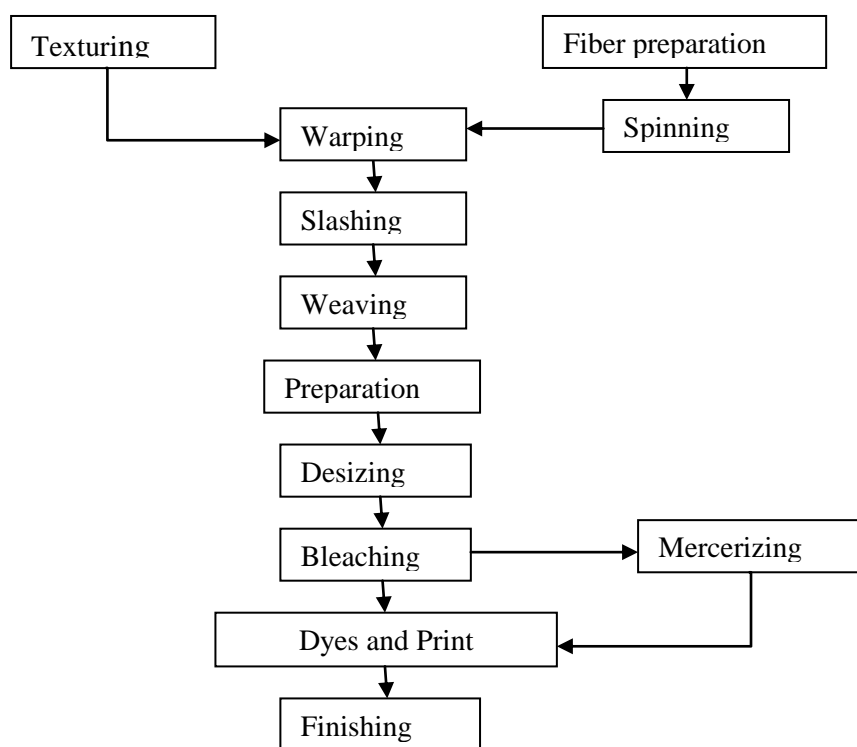 Texturing
Fiber preparation
Spinning
Warping
Slashing
Weaving
Preparation
Desizing
Bleaching
Mercerizing
Dyes and Print
Finishing